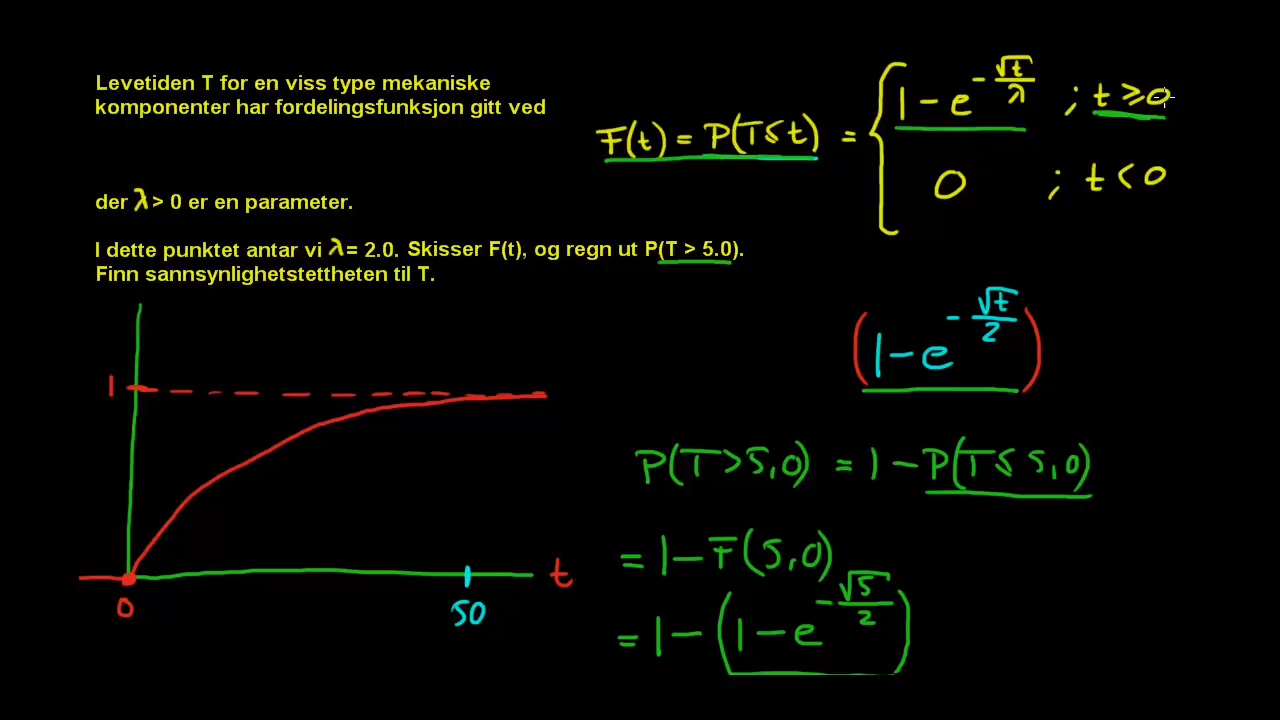 Levetiden T for en viss type mekaniske
komponenter har fordelingsfunksjon gitt ved
F(t) = P(T ≤ t) = { 1 - e^{-√t/λ} ; t ≥ 0
0 ; t < 0
der λ > 0 er en parameter.
I dette punktet antar vi λ = 2.0. Skisser F(t), og regn ut P(T > 5.0).
Finn sannsynlighetstettheten til T.
(1 - e^{-√t/2})
1
0
50
t
P(T > 5,0) = 1 - P(T ≤ 5,0)
= 1 - F(5,0)
= 1 - (1 - e^{-√5/2})